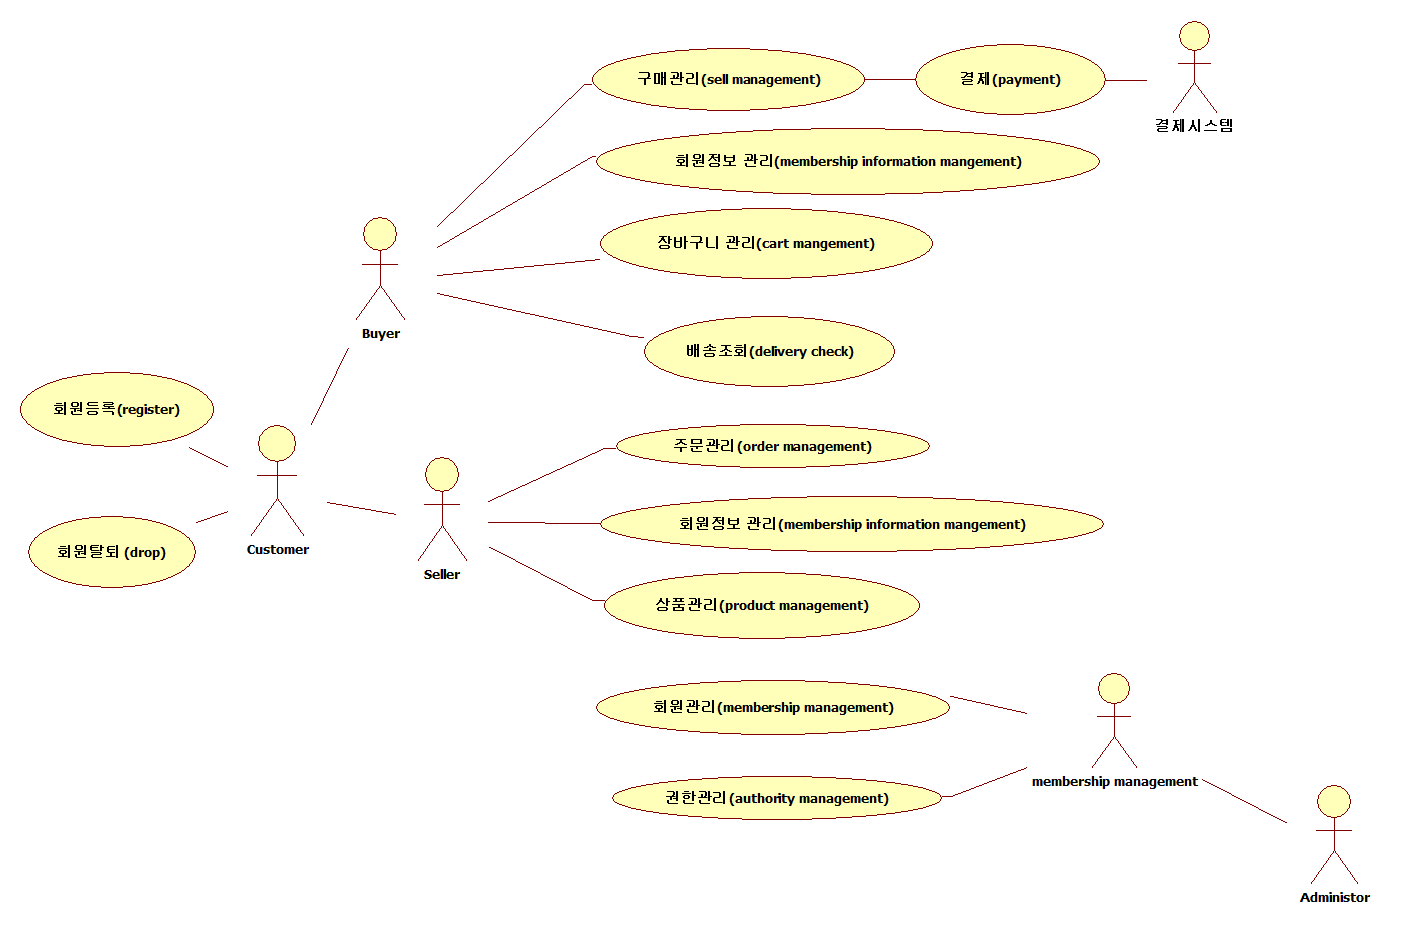 구매관리(sell management)
결제(payment)
결제시스템
회원정보 관리(membership information mangement)
장바구니 관리(cart mangement)
Buyer
배송조회(delivery check)
회원등록(register)
주문관리(order management)
회원정보 관리(membership information mangement)
회원탈퇴 (drop)
Customer
Seller
상품관리(product management)
회원관리(membership management)
membership management
권한관리(authority management)
Administor